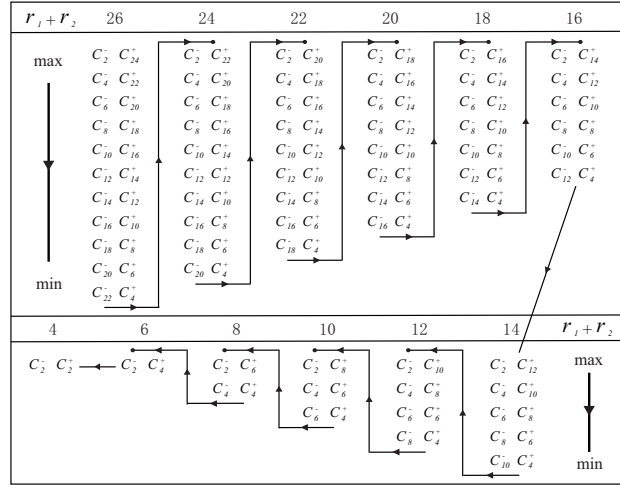 r₁+r₂ 26 24 22 20 18 16
max
C₂⁻ C₂₄⁺ C₂⁻ C₂₂⁺ C₂⁻ C₂₀⁺ C₂⁻ C₁₈⁺ C₂⁻ C₁₆⁺ C₂⁻ C₁₄⁺
C₄⁻ C₂₂⁺ C₄⁻ C₂₀⁺ C₄⁻ C₁₈⁺ C₄⁻ C₁₆⁺ C₄⁻ C₁₄⁺ C₄⁻ C₁₂⁺
C₆⁻ C₂₀⁺ C₆⁻ C₁₈⁺ C₆⁻ C₁₆⁺ C₆⁻ C₁₄⁺ C₆⁻ C₁₂⁺ C₆⁻ C₁₀⁺
C₈⁻ C₁₈⁺ C₈⁻ C₁₆⁺ C₈⁻ C₁₄⁺ C₈⁻ C₁₂⁺ C₈⁻ C₁₀⁺ C₈⁻ C₈⁺
C₁₀⁻ C₁₆⁺ C₁₀⁻ C₁₄⁺ C₁₀⁻ C₁₂⁺ C₁₀⁻ C₁₀⁺ C₁₀⁻ C₈⁺ C₁₀⁻ C₆⁺
C₁₂⁻ C₁₄⁺ C₁₂⁻ C₁₂⁺ C₁₂⁻ C₁₀⁺ C₁₂⁻ C₈⁺ C₁₂⁻ C₆⁺ C₁₂⁻ C₄⁺
C₁₄⁻ C₁₂⁺ C₁₄⁻ C₁₀⁺ C₁₄⁻ C₈⁺ C₁₄⁻ C₆⁺ C₁₄⁻ C₄⁺
C₁₆⁻ C₁₀⁺ C₁₆⁻ C₈⁺ C₁₆⁻ C₆⁺ C₁₆⁻ C₄⁺
C₁₈⁻ C₈⁺ C₁₈⁻ C₆⁺ C₁₈⁻ C₄⁺
C₂₀⁻ C₆⁺ C₂₀⁻ C₄⁺
C₂₂⁻ C₄⁺
min
4 6 8 10 12 14 r₁+r₂
C₂⁻ C₂⁺ C₂⁻ C₄⁺ C₂⁻ C₆⁺ C₂⁻ C₈⁺ C₂⁻ C₁₀⁺ C₂⁻ C₁₂⁺ max
C₄⁻ C₄⁺ C₄⁻ C₆⁺ C₄⁻ C₈⁺ C₄⁻ C₁₀⁺
C₆⁻ C₄⁺ C₆⁻ C₆⁺ C₆⁻ C₈⁺
C₈⁻ C₄⁺ C₈⁻ C₆⁺
C₁₀⁻ C₄⁺ min